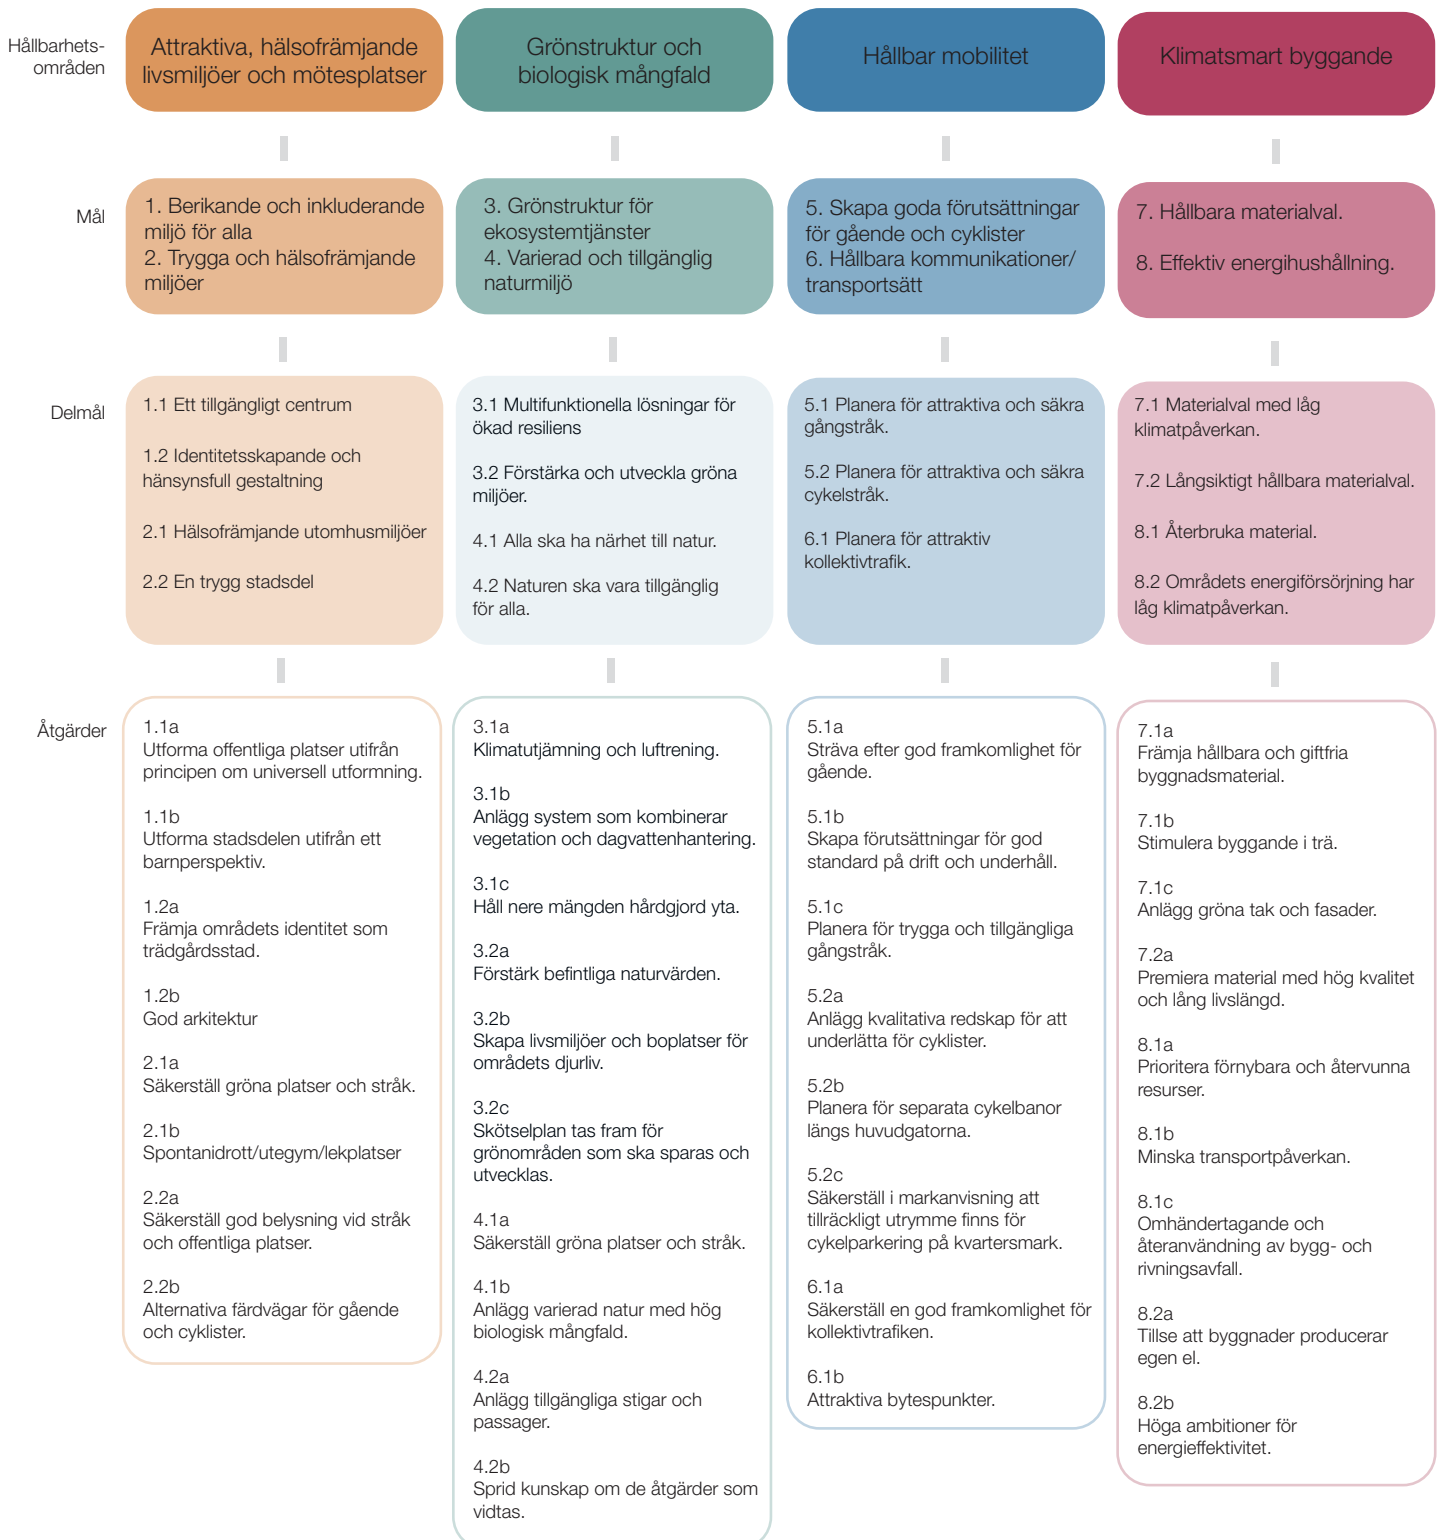 Hållbarhets-
områden
Attraktiva, hälsofrämjande
livsmiljöer och mötesplatser
Grönstruktur och
biologisk mångfald
Hållbar mobilitet
Klimatsmart byggande
Mål
1. Berikande och inkluderande
miljö för alla
2. Trygga och hälsofrämjande
miljöer
3. Grönstruktur för
ekosystemtjänster
4. Varierad och tillgänglig
naturmiljö
5. Skapa goda förutsättningar
för gående och cyklister
6. Hållbara kommunikationer/
transportsätt
7. Hållbara materialval.
8. Effektiv energihushållning.
Delmål
1.1 Ett tillgängligt centrum
1.2 Identitetsskapande och
hänsynsfull gestaltning
2.1 Hälsofrämjande utomhusmiljöer
2.2 En trygg stadsdel
3.1 Multifunktionella lösningar för
ökad resiliens
3.2 Förstärka och utveckla gröna
miljöer.
4.1 Alla ska ha närhet till natur.
4.2 Naturen ska vara tillgänglig
för alla.
5.1 Planera för attraktiva och säkra
gångstråk.
5.2 Planera för attraktiva och säkra
cykelstråk.
6.1 Planera för attraktiv
kollektivtrafik.
7.1 Materialval med låg
klimatpåverkan.
7.2 Långsiktigt hållbara materialval.
8.1 Återbruka material.
8.2 Områdets energiförsörjning har
låg klimatpåverkan.
Åtgärder
1.1a
Utforma offentliga platser utifrån
principen om universell utformning.
1.1b
Utforma stadsdelen utifrån ett
barnperspektiv.
1.2a
Främja områdets identitet som
trädgårdsstad.
1.2b
God arkitektur
2.1a
Säkerställ gröna platser och stråk.
2.1b
Spontanidrott/utegym/lekplatser
2.2a
Säkerställ god belysning vid stråk
och offentliga platser.
2.2b
Alternativa färdvägar för gående
och cyklister.
3.1a
Klimatutjämning och luftrening.
3.1b
Anlägg system som kombinerar
vegetation och dagvattenhantering.
3.1c
Håll nere mängden hårdgjord yta.
3.2a
Förstärk befintliga naturvärden.
3.2b
Skapa livsmiljöer och boplatser för
områdets djurliv.
3.2c
Skötselplan tas fram för
grönområden som ska sparas och
utvecklas.
4.1a
Säkerställ gröna platser och stråk.
4.1b
Anlägg varierad natur med hög
biologisk mångfald.
4.2a
Anlägg tillgängliga stigar och
passager.
4.2b
Sprid kunskap om de åtgärder som
vidtas.
5.1a
Sträva efter god framkomlighet för
gående.
5.1b
Skapa förutsättningar för god
standard på drift och underhåll.
5.1c
Planera för trygga och tillgängliga
gångstråk.
5.2a
Anlägg kvalitativa redskap för att
underlätta för cyklister.
5.2b
Planera för separata cykelbanor
längs huvudgatorna.
5.2c
Säkerställ i markanvisning att
tillräckligt utrymme finns för
cykelparkering på kvartersmark.
6.1a
Säkerställ en god framkomlighet för
kollektivtrafiken.
6.1b
Attraktiva bytespunkter.
7.1a
Främja hållbara och giftfria
byggnadsmaterial.
7.1b
Stimulera byggande i trä.
7.1c
Anlägg gröna tak och fasader.
7.2a
Premiera material med hög kvalitet
och lång livslängd.
8.1a
Prioritera förnybara och återvunna
resurser.
8.1b
Minska transportpåverkan.
8.1c
Omhändertagande och
återanvändning av bygg- och
rivningsavfall.
8.2a
Tillse att byggnader producerar
egen el.
8.2b
Höga ambitioner för
energieffektivitet.